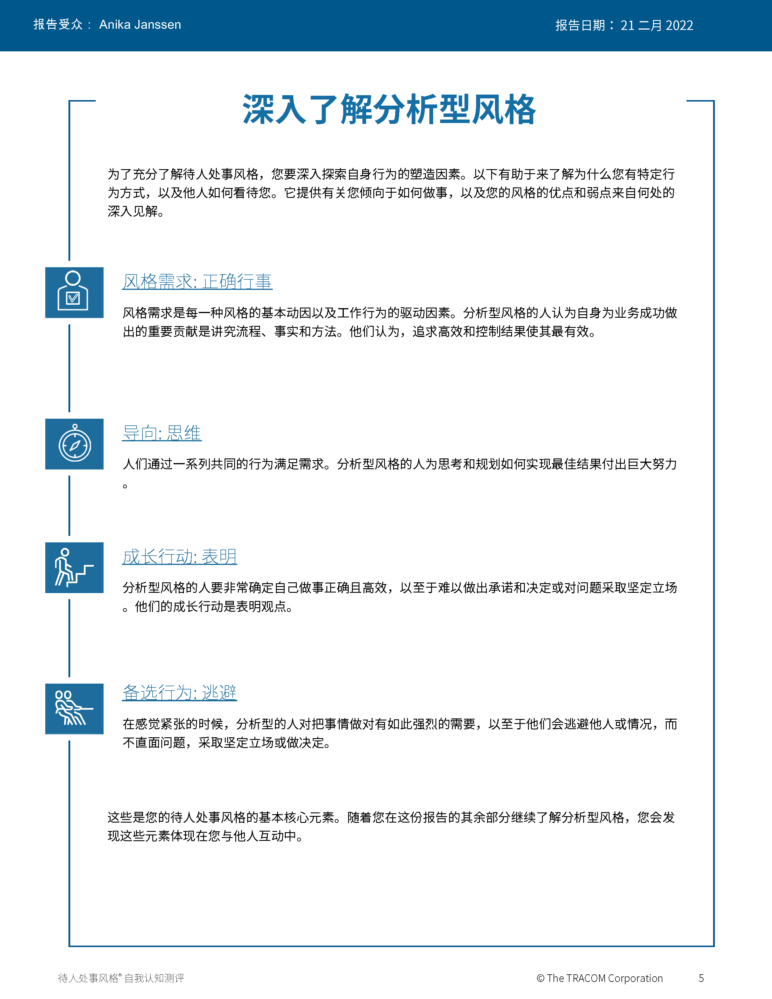 报告受众： Anika Janssen
报告日期： 21 二月 2022
深入了解分析型风格
为了充分了解待人处事风格，您要深入探索自身行为的塑造因素。以下有助于来了解为什么您有特定行
为方式，以及他人如何看待您。它提供有关您倾向于如何做事，以及您的风格的优点和弱点来自何处的
深入见解。
风格需求: 正确行事
风格需求是每一种风格的基本动因以及工作行为的驱动因素。分析型风格的人认为自身为业务成功做
出的重要贡献是讲究流程、事实和方法。他们认为，追求高效和控制结果使其最有效。
导向: 思维
人们通过一系列共同的行为满足需求。分析型风格的人为思考和规划如何实现最佳结果付出巨大努力
。
成长行动: 表明
分析型风格的人要非常确定自己做事正确且高效，以至于难以做出承诺和决定或对问题采取坚定立场
。他们的成长行动是表明观点。
备选行为: 逃避
在感觉紧张的时候，分析型的人对把事情做对有如此强烈的需要，以至于他们会逃避他人或情况，而
不直面问题，采取坚定立场或做决定。
这些是您的待人处事风格的基本核心元素。随着您在这份报告的其余部分继续了解分析型风格，您会发
现这些元素体现在您与他人互动中。
待人处事风格® 自我认知测评
© The TRACOM Corporation 5